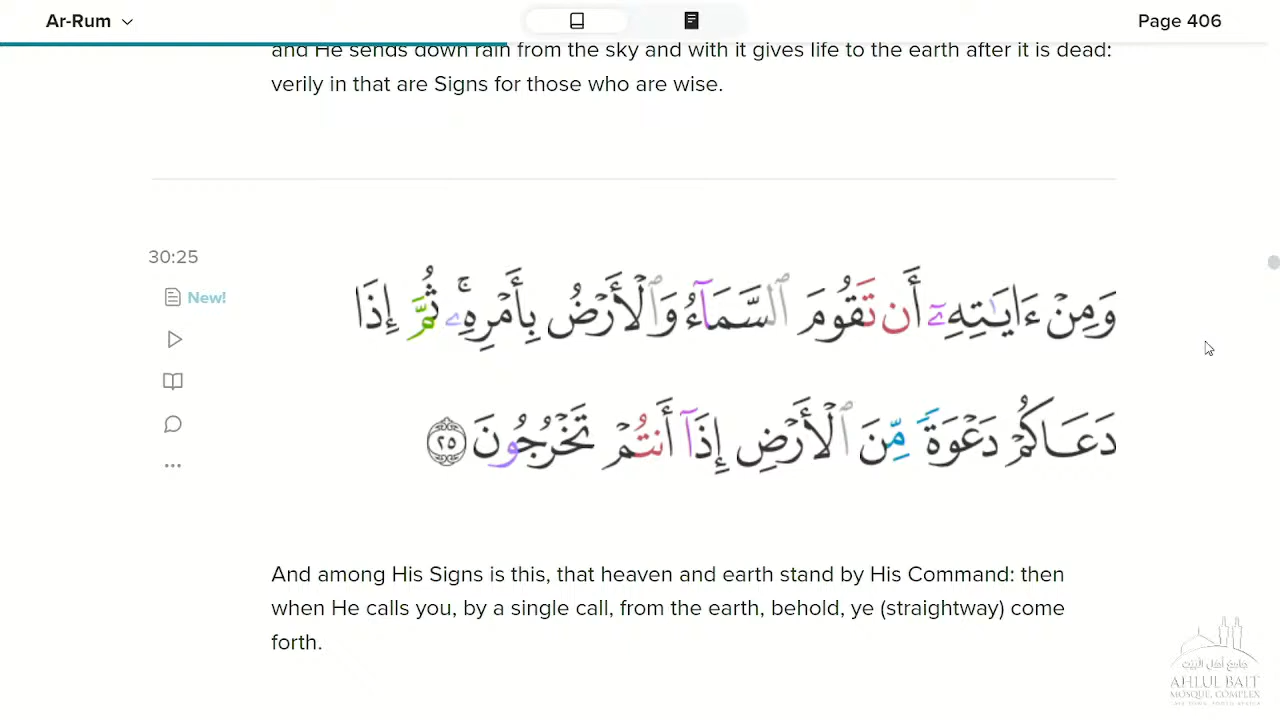 Ar-Rum
Page 406
and He sends down rain from the sky and with it gives life to the earth after it is dead:
verily in that are Signs for those who are wise.
30:25
New!
وَمِنْ ءَايَـٰتِهِۦٓ أَن تَقُومَ ٱلسَّمَآءُ وَٱلْأَرْضُ بِأَمْرِهِۦ ۚ ثُمَّ إِذَا
دَعَاكُمْ دَعْوَةً مِّنَ ٱلْأَرْضِ إِذَآ أَنتُمْ تَخْرُجُونَ ٢٥
And among His Signs is this, that heaven and earth stand by His Command: then
when He calls you, by a single call, from the earth, behold, ye (straightway) come
forth.
جامع أهل البيت
AHLUL BAIT
MOSQUE COMPLEX